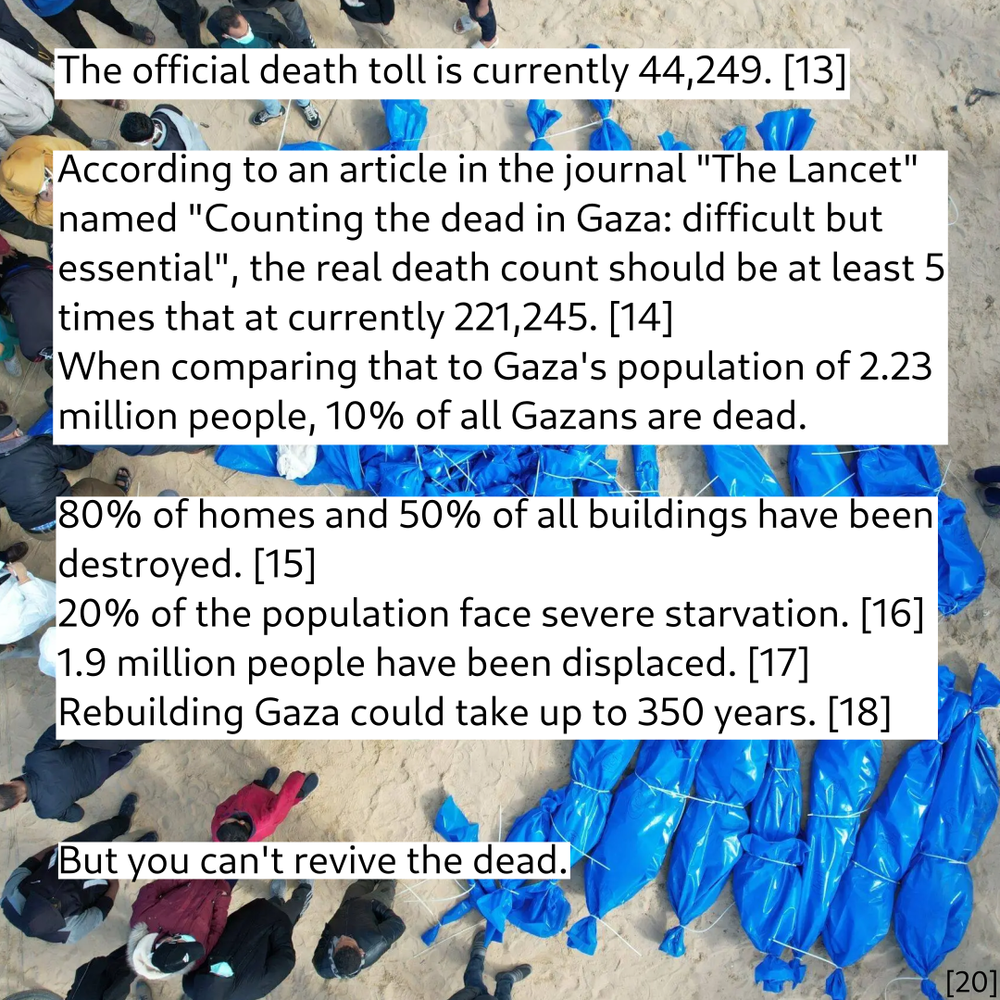 The official death toll is currently 44,249. [13]
According to an article in the journal "The Lancet"
named "Counting the dead in Gaza: difficult but
essential", the real death count should be at least 5
times that at currently 221,245. [14]
When comparing that to Gaza's population of 2.23
million people, 10% of all Gazans are dead.
80% of homes and 50% of all buildings have been
destroyed. [15]
20% of the population face severe starvation. [16]
1.9 million people have been displaced. [17]
Rebuilding Gaza could take up to 350 years. [18]
But you can't revive the dead.
[20]